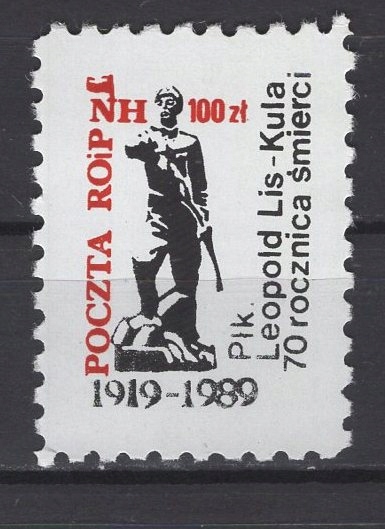 POCZTA ROiP Z
NH 100 zł
Płk.
Leopold Lis-Kula
70 rocznica śmierci
1919-1989